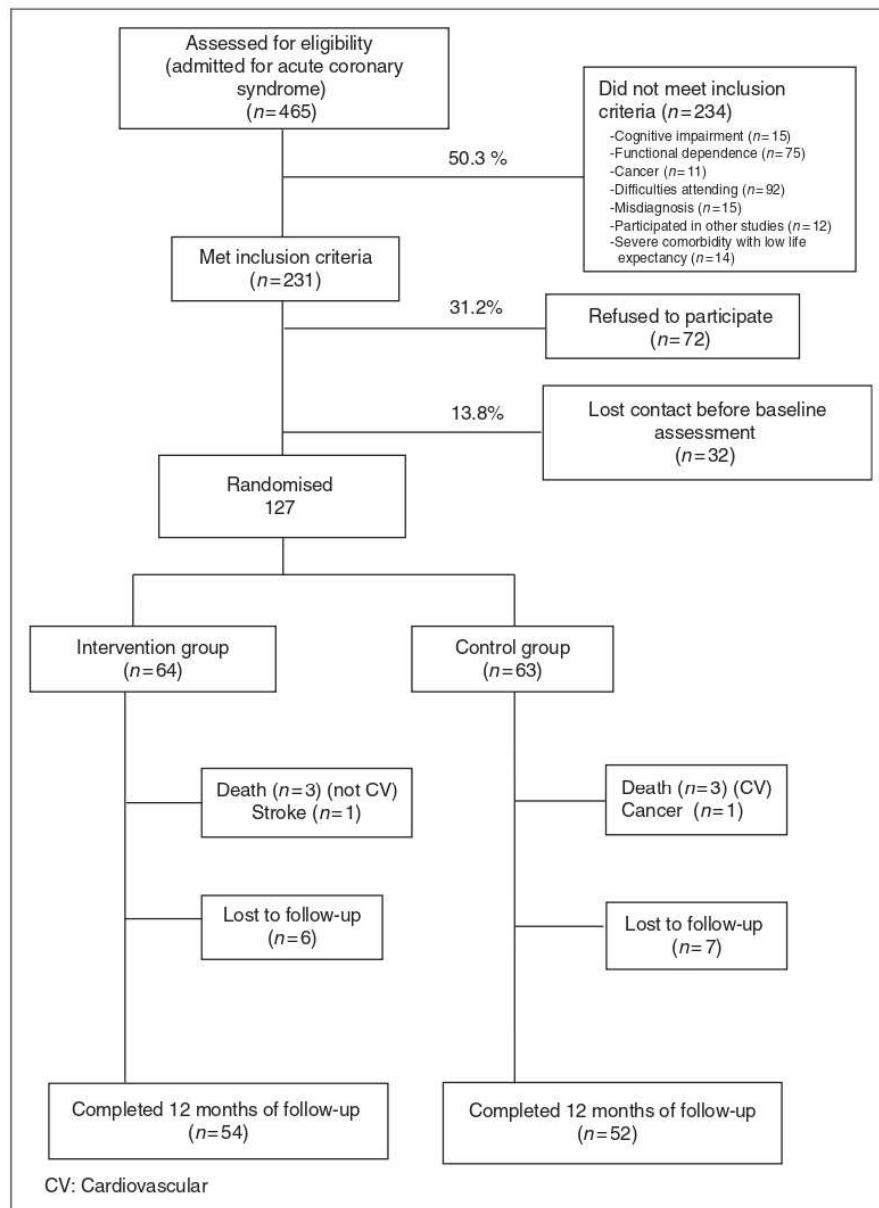 Assessed for eligibility
(admitted for acute coronary
syndrome)
(n=465)
Did not meet inclusion
criteria (n=234)
-Cognitive impairment (n=15)
-Functional dependence (n=75)
-Cancer (n=11)
-Difficulties attending (n=92)
-Misdiagnosis (n=15)
-Participated in other studies (n=12)
-Severe comorbidity with low life
expectancy (n=14)
50.3 %
Met inclusion criteria
(n=231)
31.2%
Refused to participate
(n=72)
13.8%
Lost contact before baseline
assessment
(n=32)
Randomised
127
Intervention group
(n=64)
Control group
(n=63)
Death (n=3) (not CV)
Stroke (n=1)
Death (n=3) (CV)
Cancer (n=1)
Lost to follow-up
(n=6)
Lost to follow-up
(n=7)
Completed 12 months of follow-up
(n=54)
Completed 12 months of follow-up
(n=52)
CV: Cardiovascular